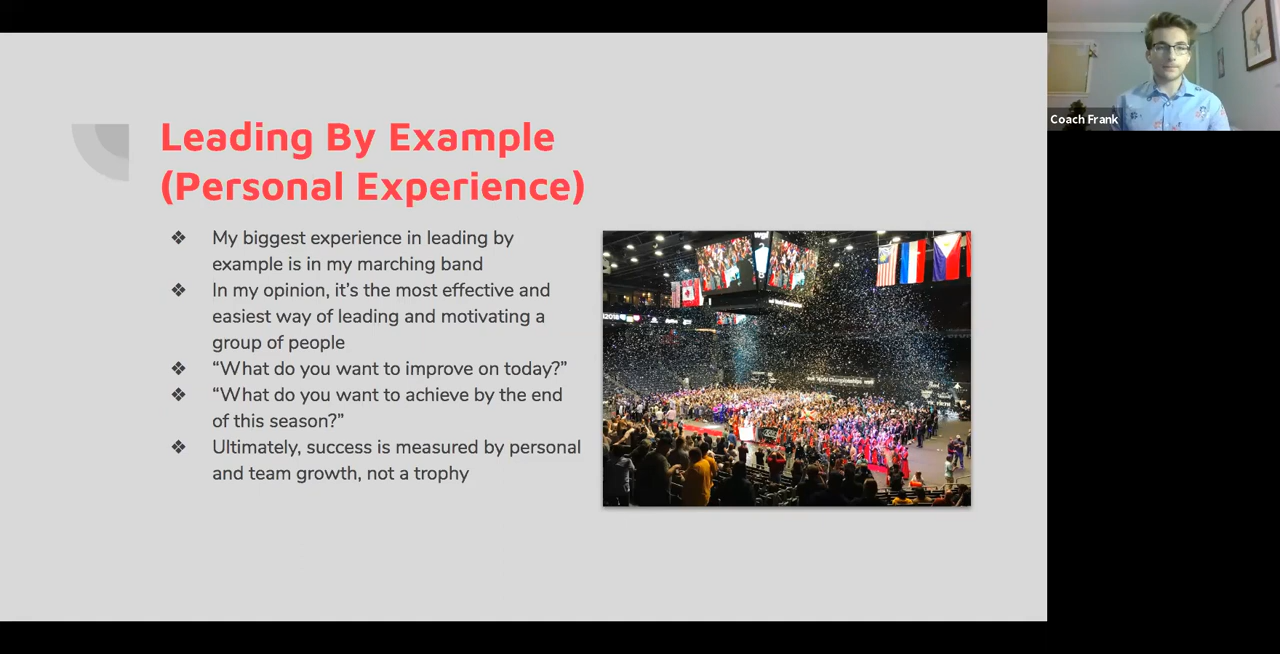 Leading By Example
(Personal Experience)
❖ My biggest experience in leading by
example is in my marching band
❖ In my opinion, it’s the most effective and
easiest way of leading and motivating a
group of people
❖ “What do you want to improve on today?”
❖ “What do you want to achieve by the end
of this season?”
❖ Ultimately, success is measured by personal
and team growth, not a trophy
Coach Frank